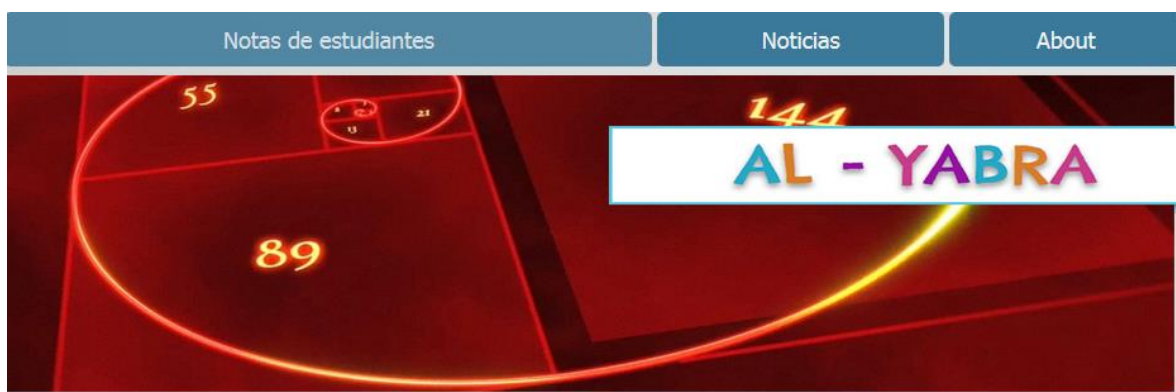 Notas de estudiantes
Noticias
About
55
21
13
144
AL - YABRA
89